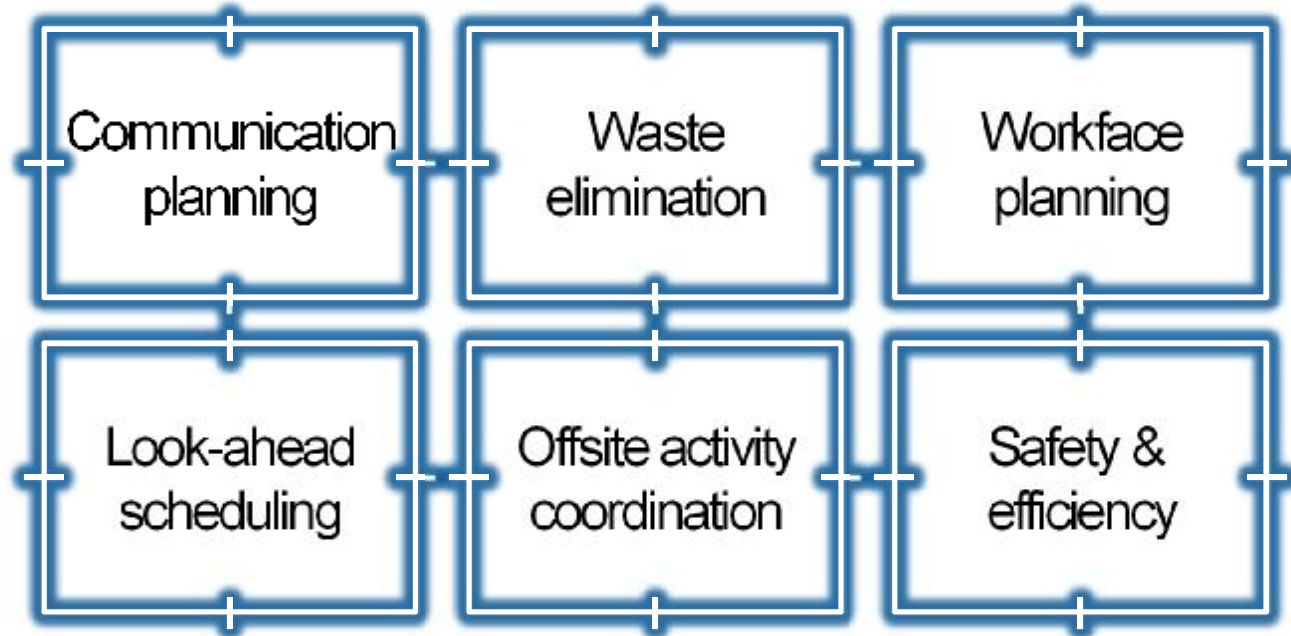 Communication
planning
Waste
elimination
Workface
planning
Look-ahead
scheduling
Offsite activity
coordination
Safety &
efficiency